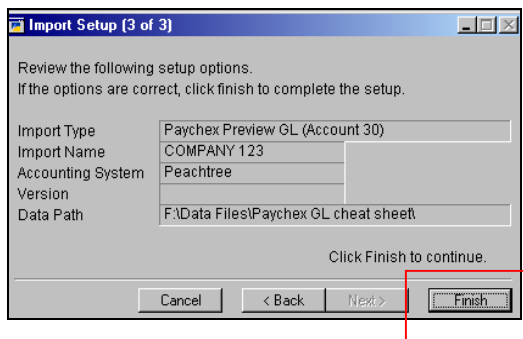 Import Setup (3 of 3)
Review the following setup options.
If the options are correct, click finish to complete the setup.
Import Type Paychex Preview GL (Account 30)
Import Name COMPANY 123
Accounting System Peachtree
Version
Data Path F:\Data Files\Paychex GL cheat sheet\
Click Finish to continue.
Cancel < Back Next > Finish